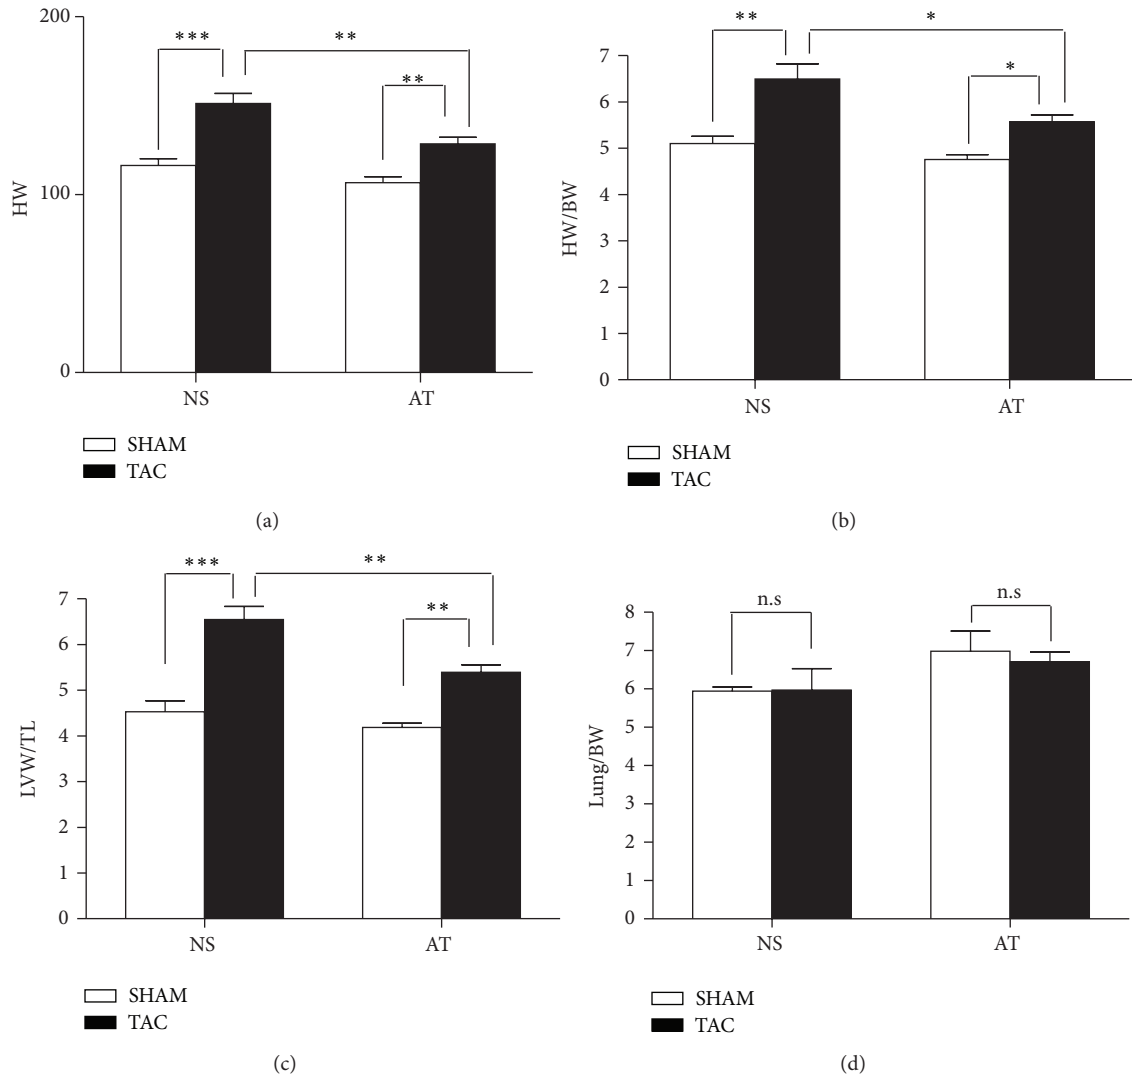 200
100
0
HW
***
**
**
NS
AT
SHAM
TAC
(a)
7
6
5
4
3
2
1
0
HW/BW
**
*
*
NS
AT
SHAM
TAC
(b)
7
6
5
4
3
2
1
0
LVW/TL
***
**
**
NS
AT
SHAM
TAC
(c)
8
7
6
5
4
3
2
1
0
Lung/BW
n.s
n.s
NS
AT
SHAM
TAC
(d)